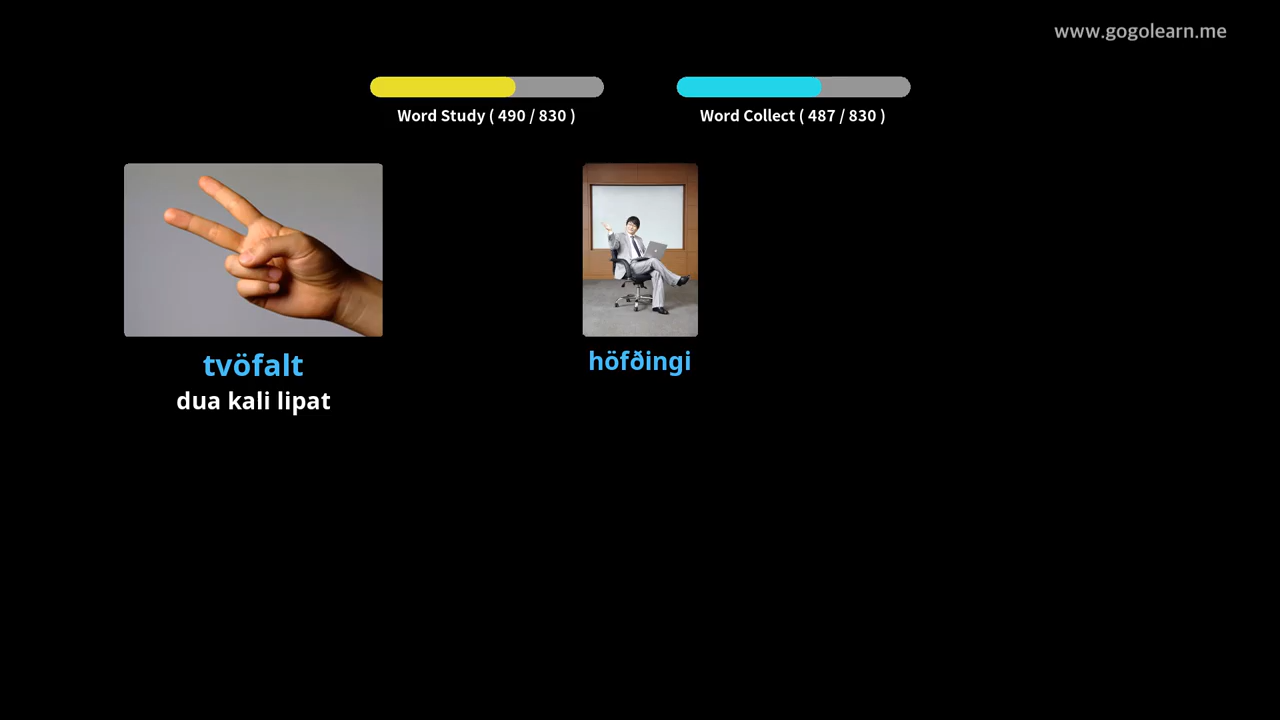 www.gogolearn.me
Word Study ( 490 / 830 )
Word Collect ( 487 / 830 )
tvöfalt
dua kali lipat
höfðingi